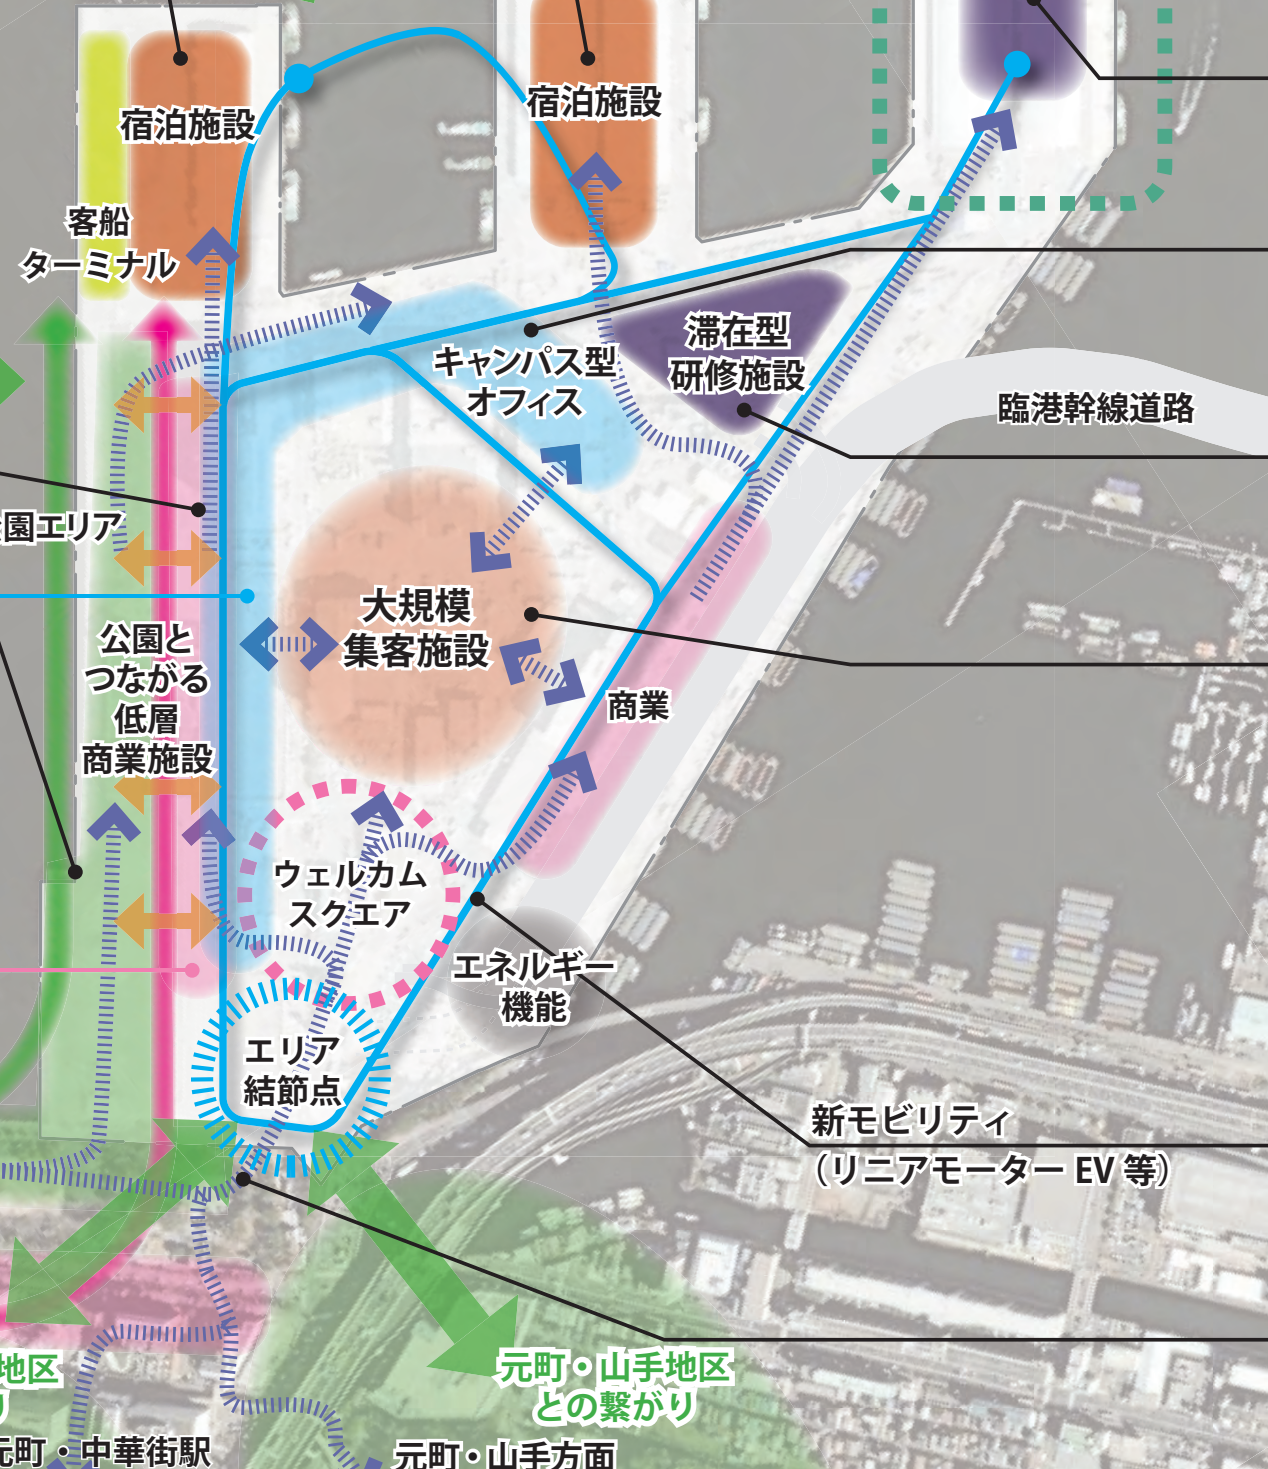 宿泊施設
宿泊施設
客船
ターミナル
滞在型
研修施設
キャンパス型
オフィス
臨港幹線道路
園エリア
大規模
集客施設
公園と
つながる
低層
商業施設
商業
ウェルカム
スクエア
エネルギー
機能
エリア
結節点
新モビリティ
（リニアモーター EV 等）
地区
り
元町・山手地区
との繋がり
元町・中華街駅
元町・山手方面